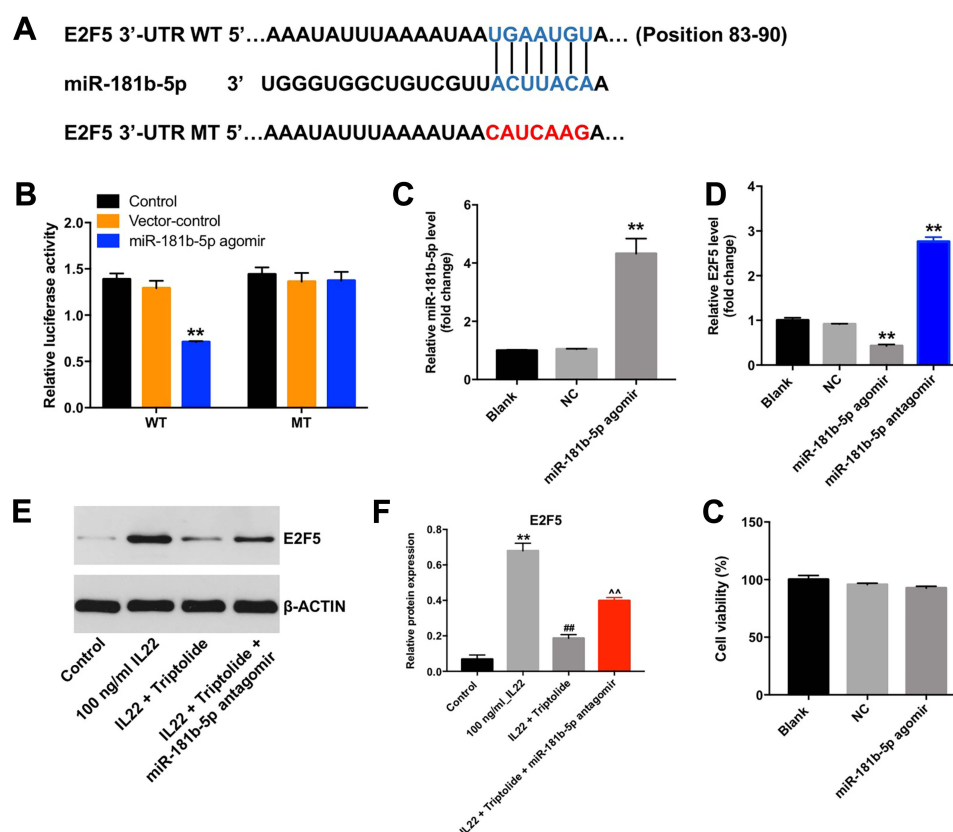 A
E2F5 3'-UTR WT 5’...AAAUAUUUAAAAUAAUGAAUGUA... (Position 83-90)
miR-181b-5p 3’ UGGGUGGCUGUCGUUACUUACAA
E2F5 3'-UTR MT 5’...AAAUAUUUAAAAUAACAUCAAGA...
B
Control
Vector-control
miR-181b-5p agomir
Relative luciferase activity
2.0
1.5
1.0
0.5
0.0
**
WT
MT
C
Relative miR-181b-5p level
(fold change)
6
4
2
0
**
Blank
NC
miR-181b-5p agomir
D
Relative E2F5 level
(fold change)
4
3
2
1
0
**
**
Blank
NC
miR-181b-5p agomir
miR-181b-5p antagomir
E
E2F5
β-ACTIN
Control
100 ng/ml IL22
IL22 + Triptolide
IL22 + Triptolide +
miR-181b-5p antagomir
F
E2F5
Relative protein expression
0.8
0.6
0.4
0.2
0.0
**
##
^^
Control
100 ng/ml_IL22
IL22 + Triptolide
IL22 + Triptolide + miR-181b-5p antagomir
C
Cell viability (%)
150
100
50
0
Blank
NC
miR-181b-5p agomir